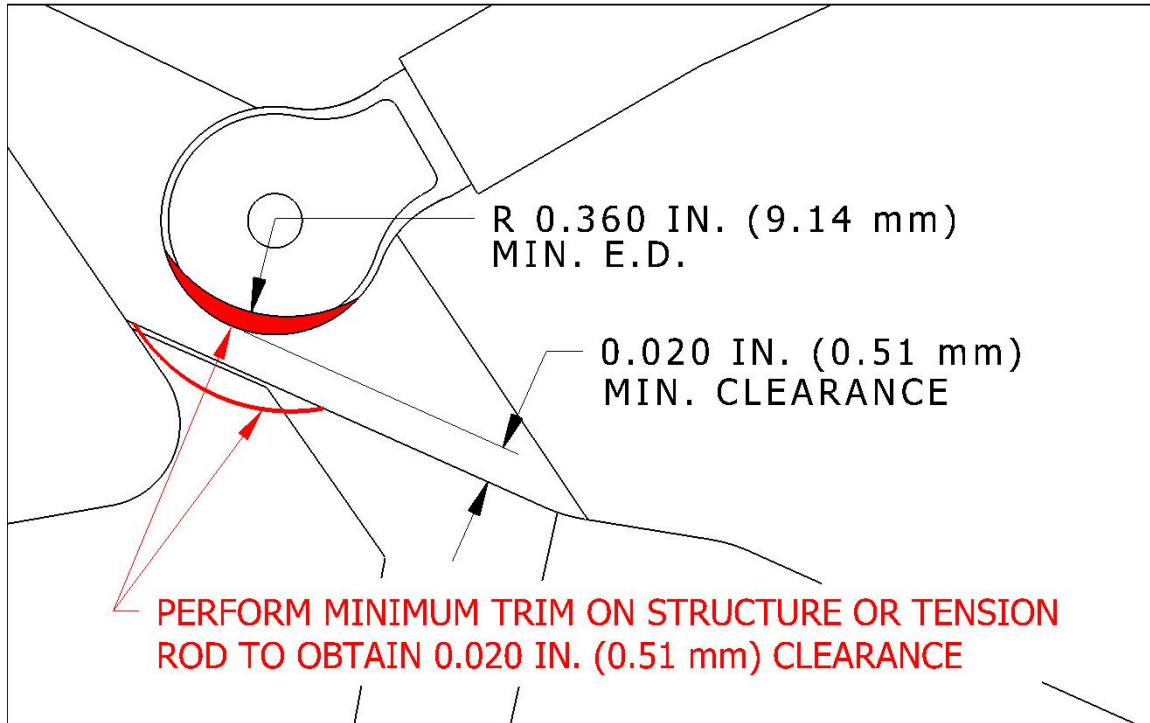 R 0.360 IN. (9.14 mm)
MIN. E.D.
0.020 IN. (0.51 mm)
MIN. CLEARANCE
PERFORM MINIMUM TRIM ON STRUCTURE OR TENSION
ROD TO OBTAIN 0.020 IN. (0.51 mm) CLEARANCE